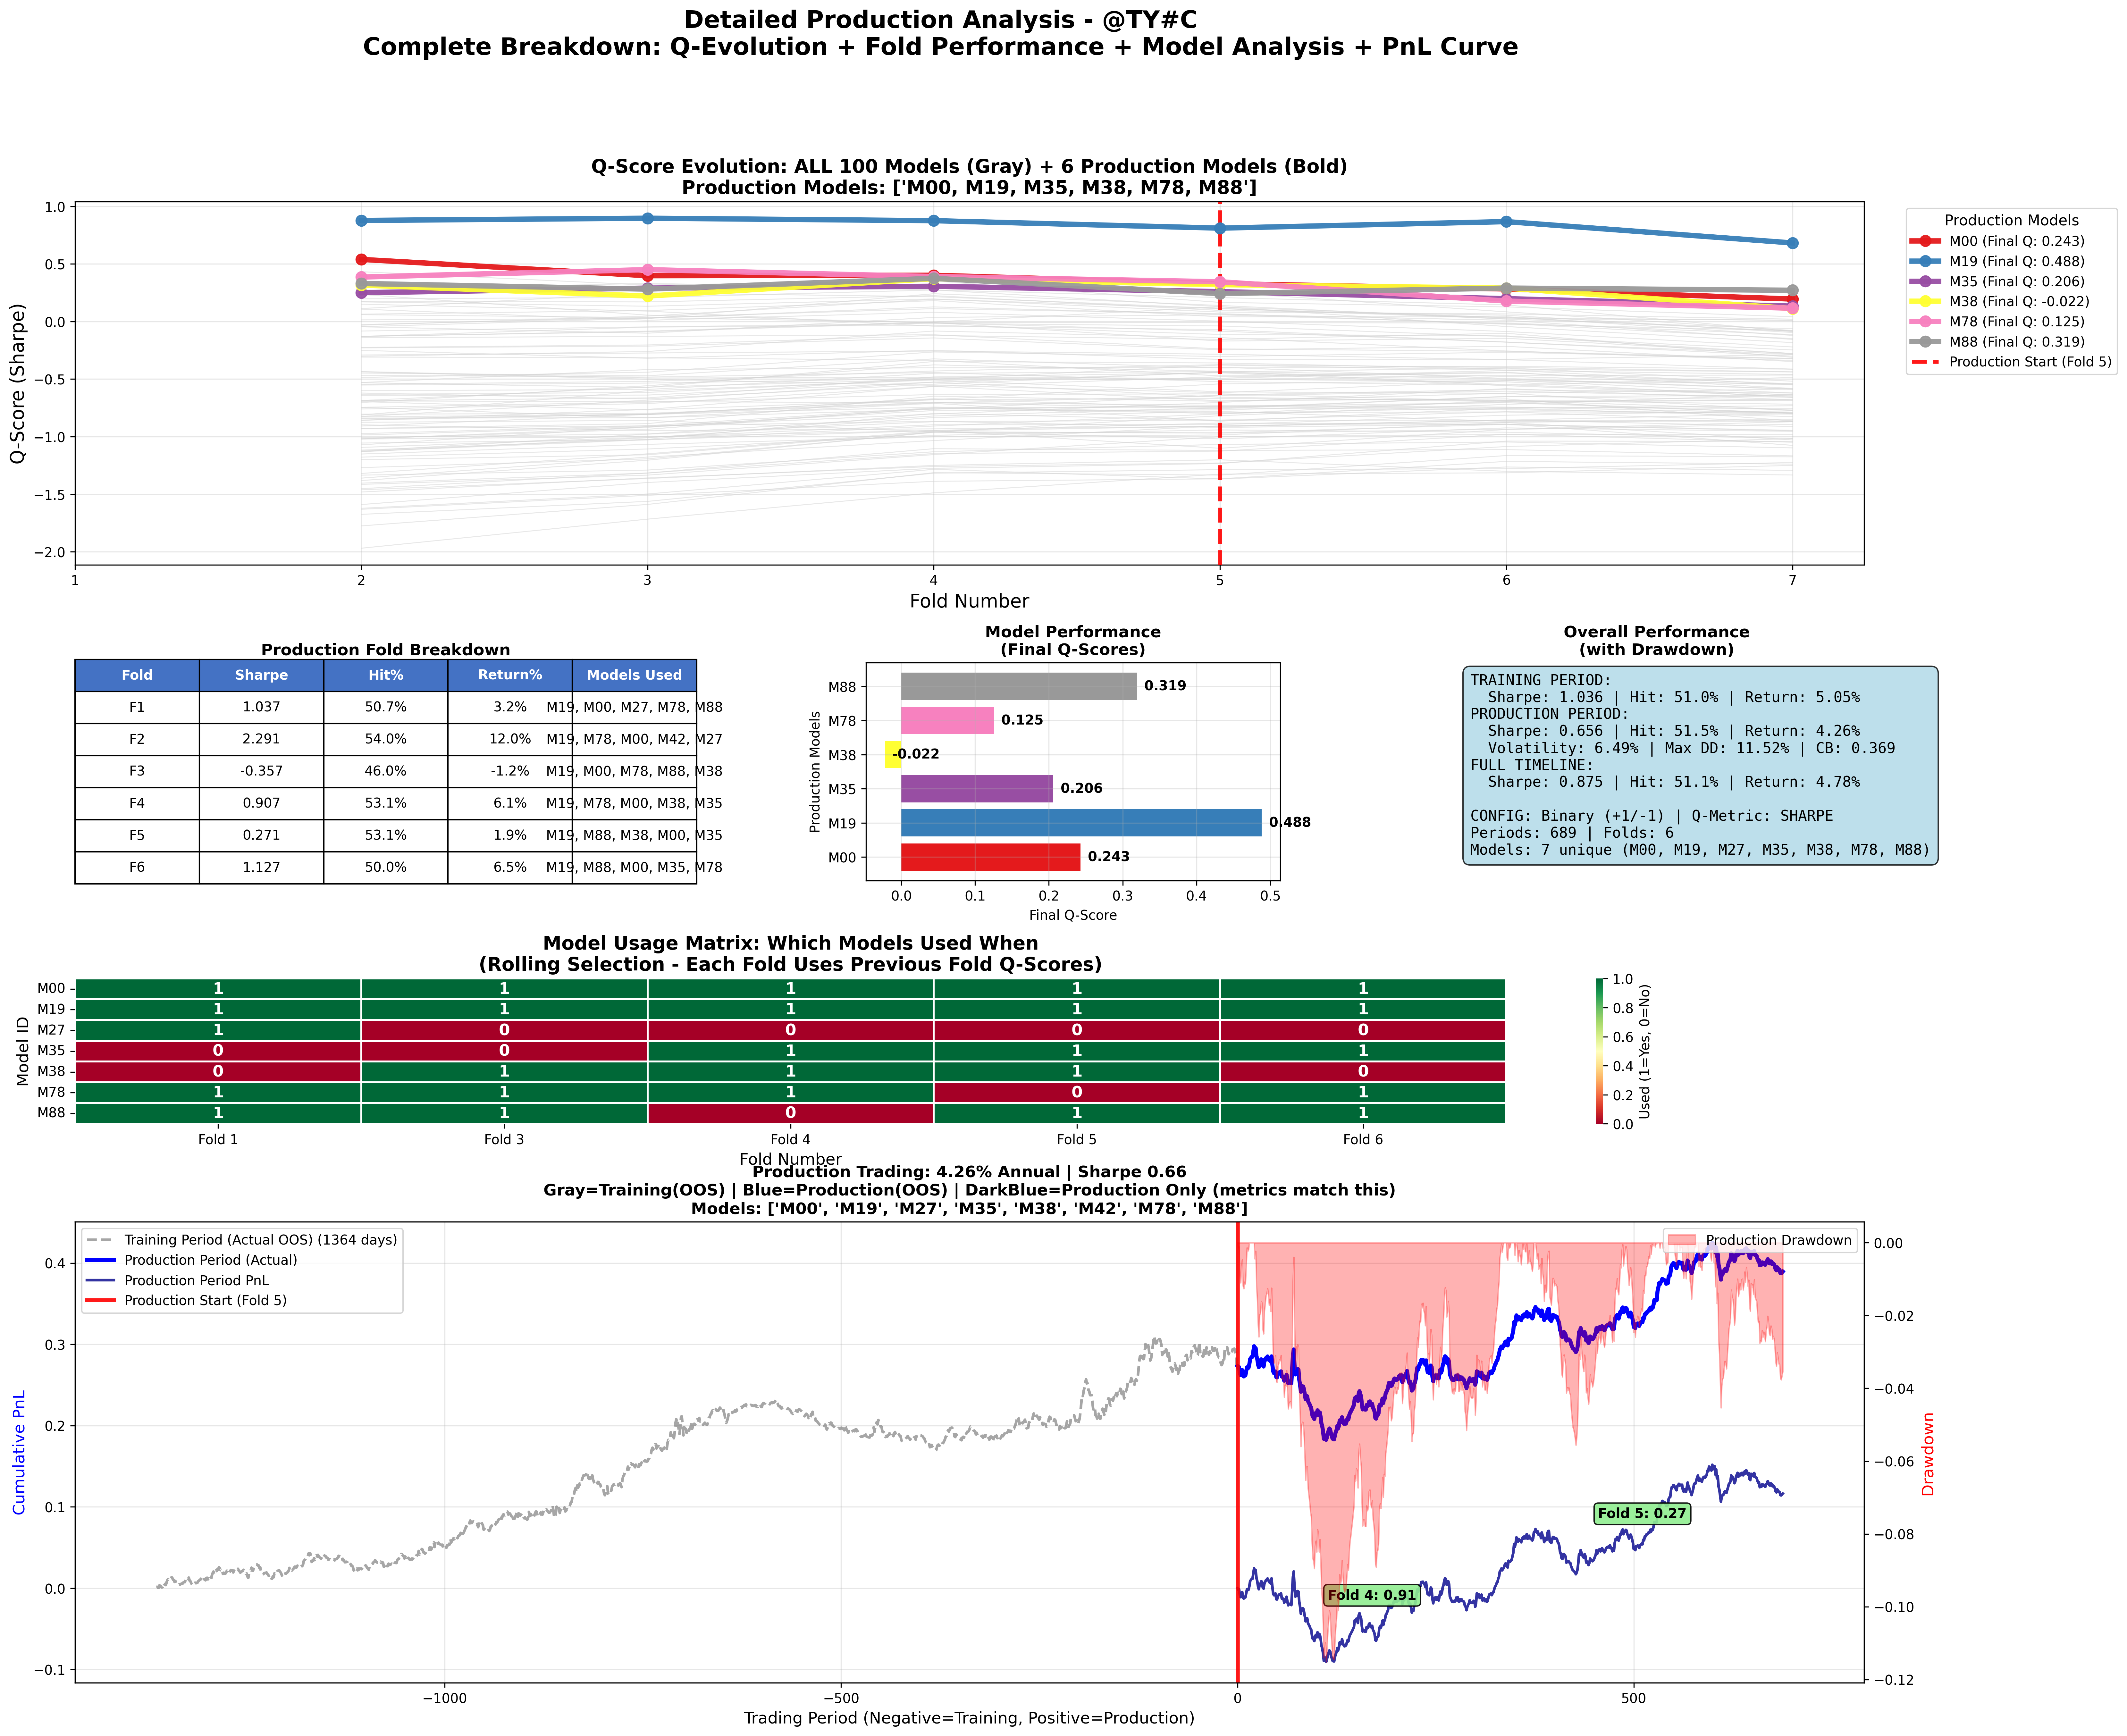 Detailed Production Analysis - @TY#C
Complete Breakdown: Q-Evolution + Fold Performance + Model Analysis + PnL Curve
Q-Score Evolution: ALL 100 Models (Gray) + 6 Production Models (Bold)
Production Models: ['M00, M19, M35, M38, M78, M88']
Q-Score (Sharpe)
1.0
0.5
0.0
−0.5
−1.0
−1.5
−2.0
1 2 3 4 5 6 7
Fold Number
Production Models
M00 (Final Q: 0.243)
M19 (Final Q: 0.488)
M35 (Final Q: 0.206)
M38 (Final Q: -0.022)
M78 (Final Q: 0.125)
M88 (Final Q: 0.319)
Production Start (Fold 5)
Production Fold Breakdown
Fold Sharpe Hit% Return% Models Used
F1 1.037 50.7% 3.2% M19, M00, M27, M78, M88
F2 2.291 54.0% 12.0% M19, M78, M00, M42, M27
F3 -0.357 46.0% -1.2% M19, M00, M78, M88, M38
F4 0.907 53.1% 6.1% M19, M78, M00, M38, M35
F5 0.271 53.1% 1.9% M19, M88, M38, M00, M35
F6 1.127 50.0% 6.5% M19, M88, M00, M35, M78
Model Performance
(Final Q-Scores)
Production Models
M88 0.319
M78 0.125
M38 -0.022
M35 0.206
M19 0.488
M00 0.243
0.0 0.1 0.2 0.3 0.4 0.5
Final Q-Score
Overall Performance
(with Drawdown)
TRAINING PERIOD:
Sharpe: 1.036 | Hit: 51.0% | Return: 5.05%
PRODUCTION PERIOD:
Sharpe: 0.656 | Hit: 51.5% | Return: 4.26%
Volatility: 6.49% | Max DD: 11.52% | CB: 0.369
FULL TIMELINE:
Sharpe: 0.875 | Hit: 51.1% | Return: 4.78%
CONFIG: Binary (+1/-1) | Q-Metric: SHARPE
Periods: 689 | Folds: 6
Models: 7 unique (M00, M19, M27, M35, M38, M78, M88)
Model Usage Matrix: Which Models Used When
(Rolling Selection - Each Fold Uses Previous Fold Q-Scores)
Model ID
M00 1 1 1 1 1
M19 1 1 1 1 1
M27 1 0 0 0 0
M35 0 0 1 1 1
M38 0 1 1 1 0
M78 1 1 1 0 1
M88 1 1 0 1 1
Fold 1 Fold 3 Fold 4 Fold 5 Fold 6
Fold Number
1.0
0.8
0.6
0.4
0.2
0.0
Used (1=Yes, 0=No)
Production Trading: 4.26% Annual | Sharpe 0.66
Gray=Training(OOS) | Blue=Production(OOS) | DarkBlue=Production Only (metrics match this)
Models: ['M00', 'M19', 'M27', 'M35', 'M38', 'M42', 'M78', 'M88']
Training Period (Actual OOS) (1364 days)
Production Period (Actual)
Production Period PnL
Production Start (Fold 5)
Production Drawdown
Cumulative PnL
0.4
0.3
0.2
0.1
0.0
−0.1
Fold 4: 0.91
Fold 5: 0.27
0.00
−0.02
−0.04
−0.06
−0.08
−0.10
−0.12
Drawdown
−1000 −500 0 500
Trading Period (Negative=Training, Positive=Production)